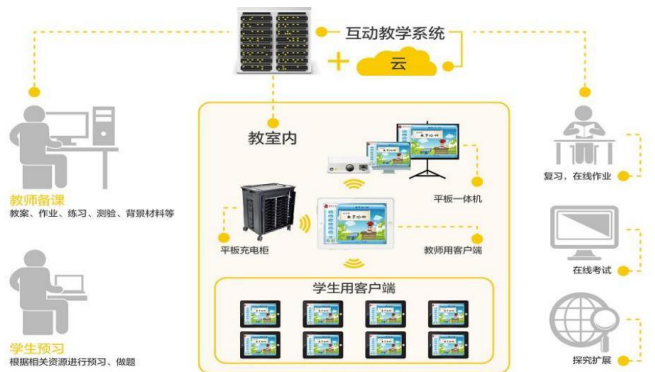 互动教学系统
+
云
教室内
平板一体机
平板充电柜
教师用客户端
学生用客户端
教师备课
教案、作业、练习、测验、背景材料等
学生预习
根据相关资源进行预习、做题
复习，在线作业
在线考试
探究扩展